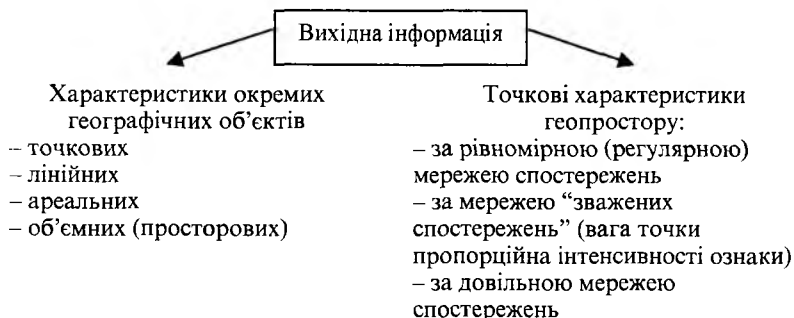 Вихідна інформація
Характеристики окремих
географічних об’єктів
– точкових
– лінійних
– ареальних
– об’ємних (просторових)
Точкові характеристики
геопростору:
– за рівномірною (регулярною)
мережею спостережень
– за мережею “зважених
спостережень” (вага точки
пропорційна інтенсивності ознаки)
– за довільною мережею
спостережень